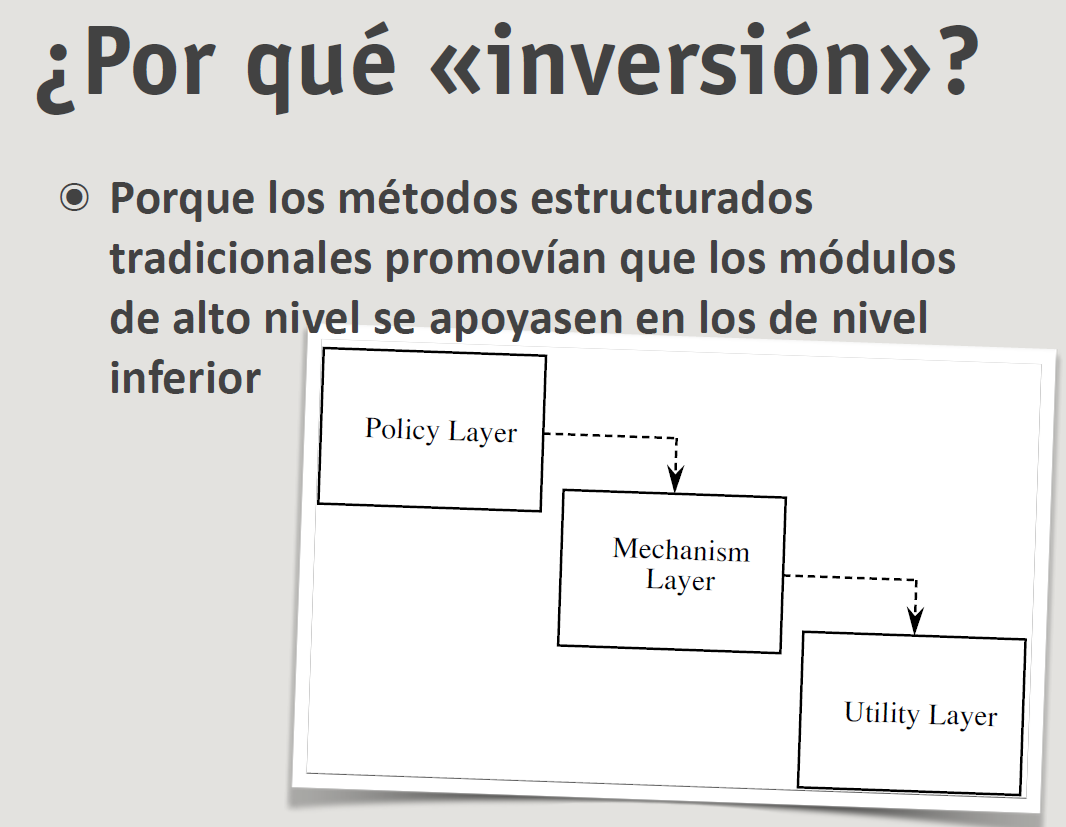 ¿Por qué «inversión»?
Porque los métodos estructurados
tradicionales promovían que los módulos
de alto nivel se apoyasen en los de nivel
inferior
Policy Layer
Mechanism
Layer
Utility Layer